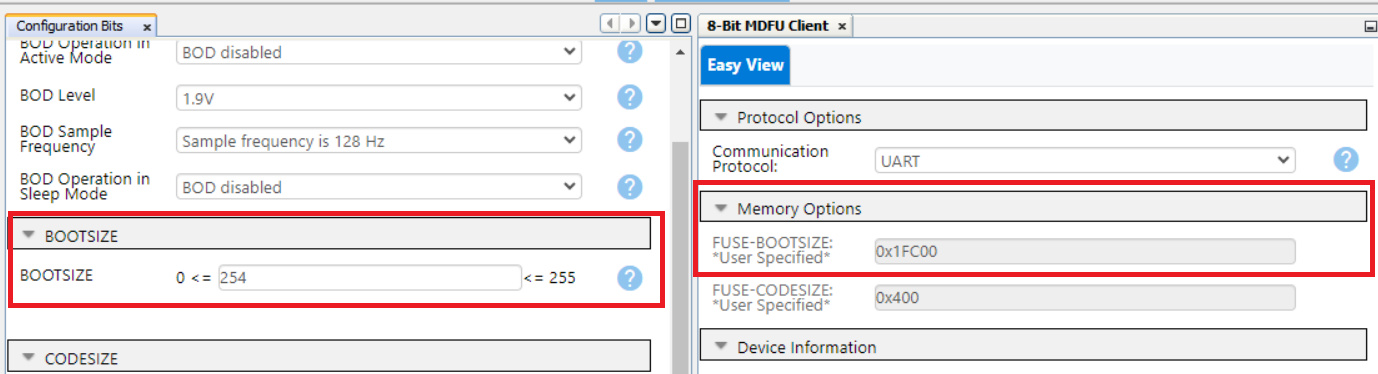 Configuration Bits x
BOD Operation in
Active Mode
BOD disabled
?
BOD Level
1.9V
?
BOD Sample
Frequency
Sample frequency is 128 Hz
?
BOD Operation in
Sleep Mode
BOD disabled
?
BOOTSIZE
BOOTSIZE 0 <= 254 <= 255 ?
CODESIZE
8-Bit MDFU Client x
Easy View
Protocol Options
Communication
Protocol:
UART
?
Memory Options
FUSE-BOOTSIZE:
*User Specified*
0x1FC00
FUSE-CODESIZE:
*User Specified*
0x400
Device Information